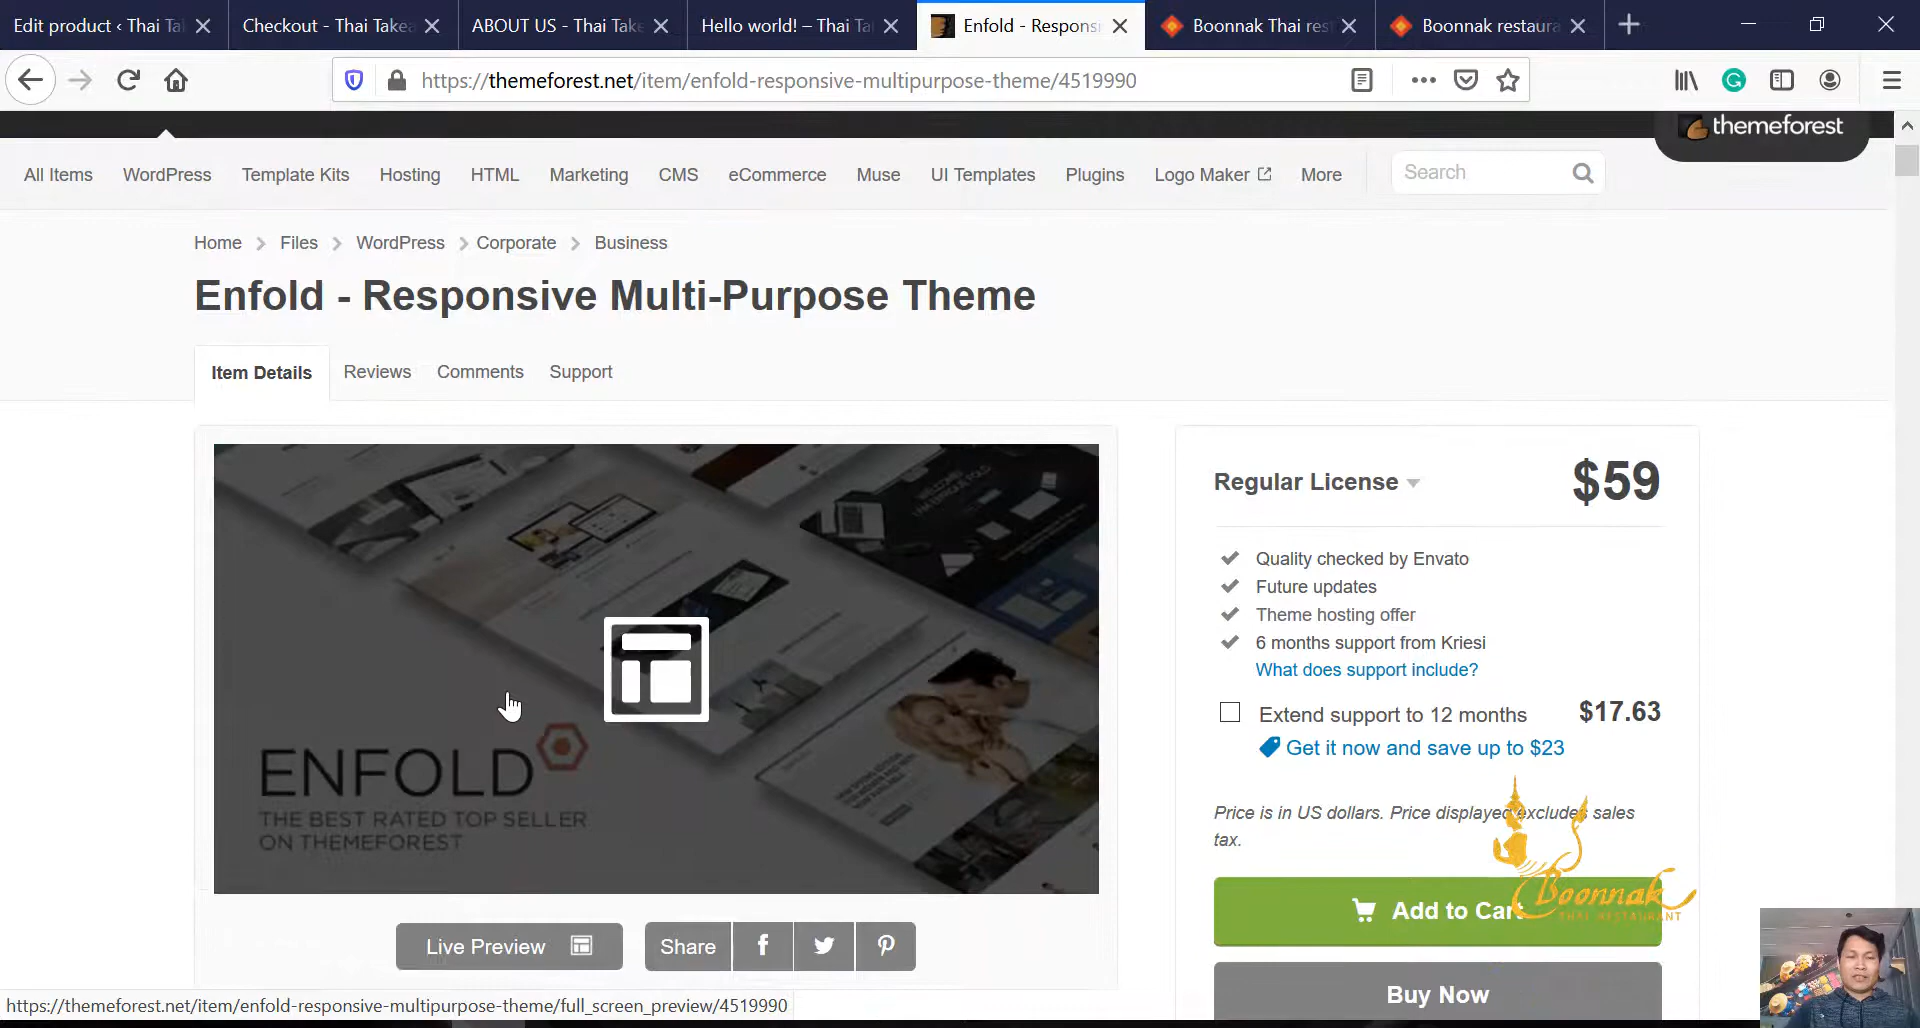 Edit product ‹ Thai Ta
Checkout - Thai Takea
ABOUT US - Thai Take
Hello world! – Thai Ta
Enfold - Respons
Boonnak Thai res
Boonnak restaura
https://themeforest.net/item/enfold-responsive-multipurpose-theme/4519990
themeforest
All Items
WordPress
Template Kits
Hosting
HTML
Marketing
CMS
eCommerce
Muse
UI Templates
Plugins
Logo Maker
More
Search
Home
Files
WordPress
Corporate
Business
Enfold - Responsive Multi-Purpose Theme
Item Details
Reviews
Comments
Support
ENFOLD
THE BEST RATED TOP SELLER
ON THEMEFOREST
Live Preview
Share
Regular License
$59
Quality checked by Envato
Future updates
Theme hosting offer
6 months support from Kriesi
What does support include?
Extend support to 12 months
$17.63
Get it now and save up to $23
Price is in US dollars. Price displayed excludes sales
tax.
Add to Cart
Boonnak
THAI RESTAURANT
Buy Now
https://themeforest.net/item/enfold-responsive-multipurpose-theme/full_screen_preview/4519990